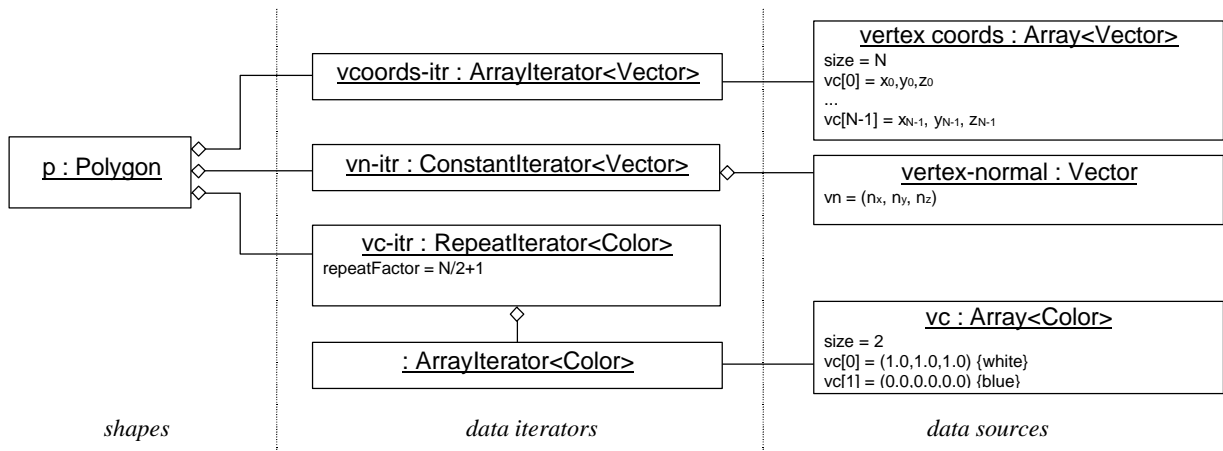 p : Polygon
vcoords-itr : ArrayIterator<Vector>
vn-itr : ConstantIterator<Vector>
vc-itr : RepeatIterator<Color>
repeatFactor = N/2+1
: ArrayIterator<Color>
vertex coords : Array<Vector>
size = N
vc[0] = x0,y0,z0
...
vc[N-1] = xN-1, yN-1, zN-1
vertex-normal : Vector
vn = (nx, ny, nz)
vc : Array<Color>
size = 2
vc[0] = (1.0,1.0,1.0) {white}
vc[1] = (0.0,0.0,0.0) {blue}
shapes
data iterators
data sources